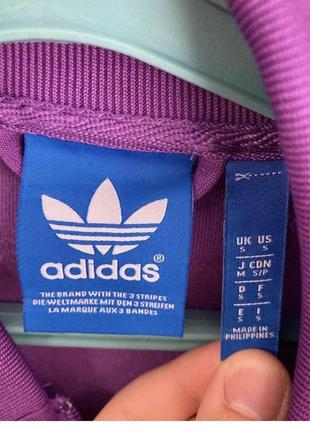 adidas®
THE BRAND WITH THE 3 STRIPES
DIE WELTMARKE MIT DEN 3 STREIFEN
LA MARQUE AUX 3 BANDES
UK US
S S
J CDN
M S/P
D F
S S
E I
S S
MADE IN
PHILIPPINES